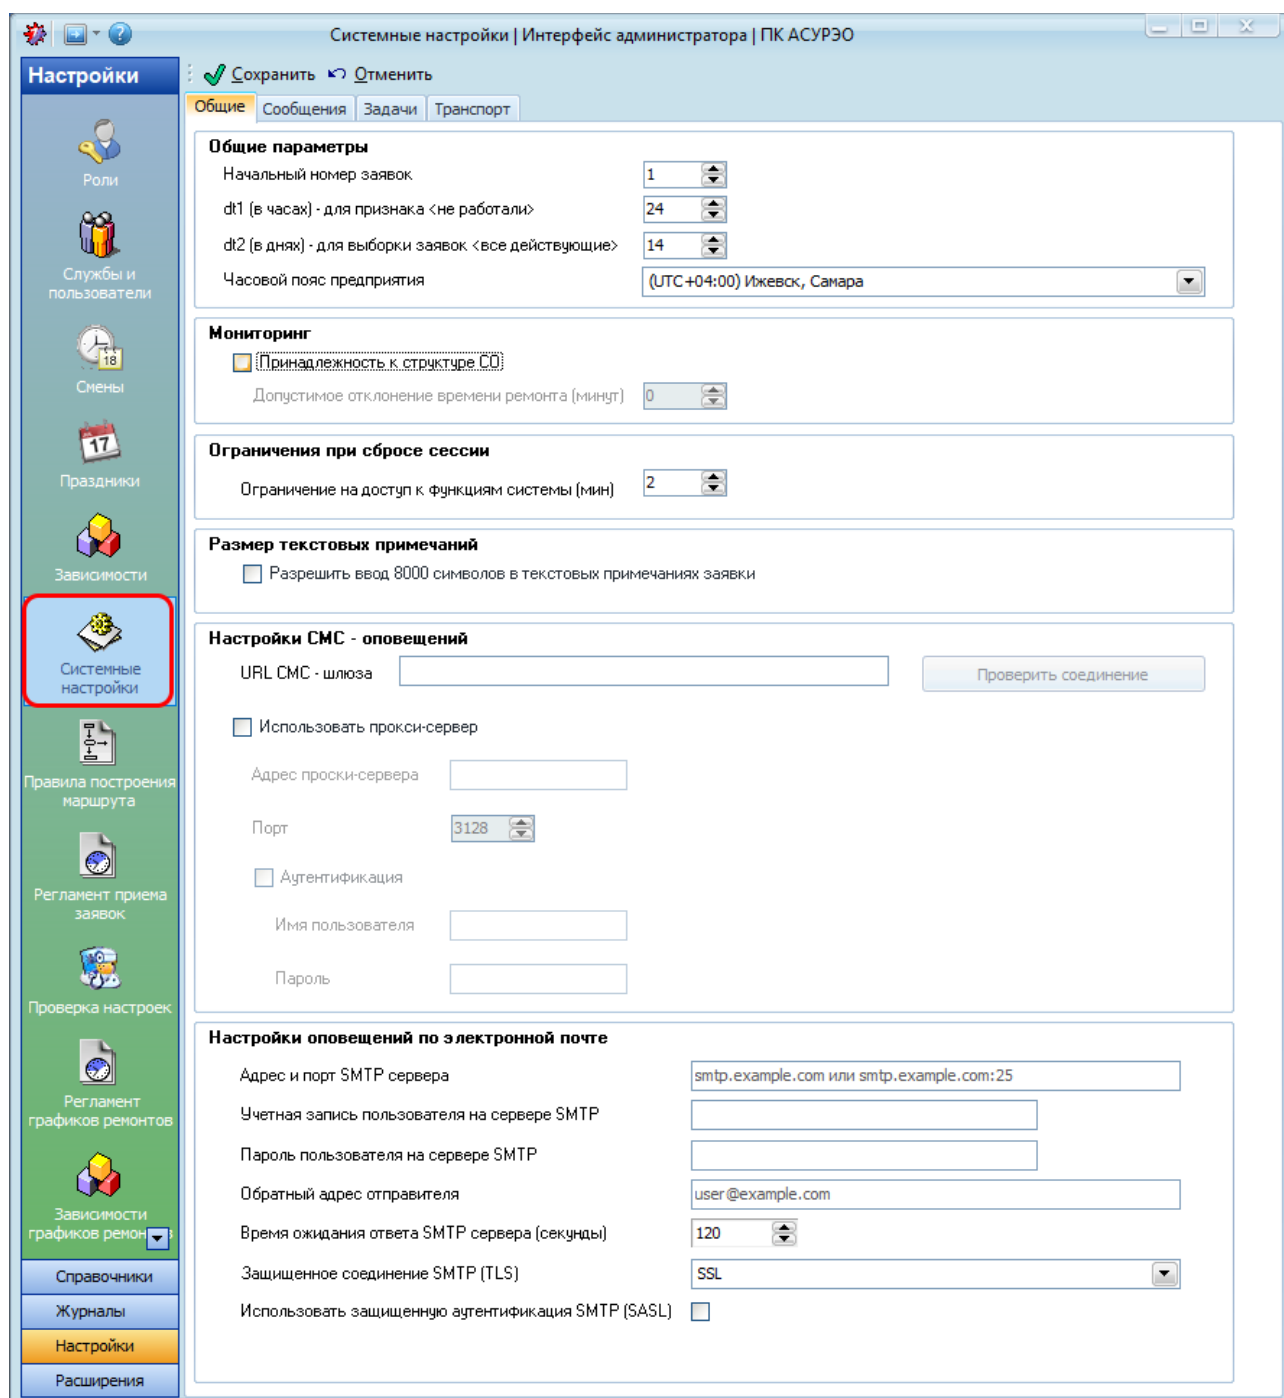 Системные настройки | Интерфейс администратора | ПК АСУРЭО
Настройки
Сохранить Отменить
Общие Сообщения Задачи Транспорт
Роли
Службы и
пользователи
18
Смены
17
Праздники
Зависимости
Системные
настройки
Правила построения
маршрута
Регламент приема
заявок
Проверка настроек
Регламент
графиков ремонтов
Зависимости
графиков ремон
Справочники
Журналы
Настройки
Расширения
Общие параметры
Начальный номер заявок 1
dt1 (в часах) - для признака <не работали> 24
dt2 (в днях) - для выборки заявок <все действующие> 14
Часовой пояс предприятия (UTC+04:00) Ижевск, Самара
Мониторинг
Принадлежность к структуре СО
Допустимое отклонение времени ремонта (минут) 0
Ограничения при сбросе сессии
Ограничение на доступ к функциям системы (мин) 2
Размер текстовых примечаний
Разрешить ввод 8000 символов в текстовых примечаниях заявки
Настройки СМС - оповещений
URL СМС - шлюза Проверить соединение
Использовать прокси-сервер
Адрес проски-сервера
Порт 3128
Аутентификация
Имя пользователя
Пароль
Настройки оповещений по электронной почте
Адрес и порт SMTP сервера smtp.example.com или smtp.example.com:25
Учетная запись пользователя на сервере SMTP
Пароль пользователя на сервере SMTP
Обратный адрес отправителя user@example.com
Время ожидания ответа SMTP сервера (секунды) 120
Защищенное соединение SMTP (TLS) SSL
Использовать защищенную аутентификация SMTP (SASL)